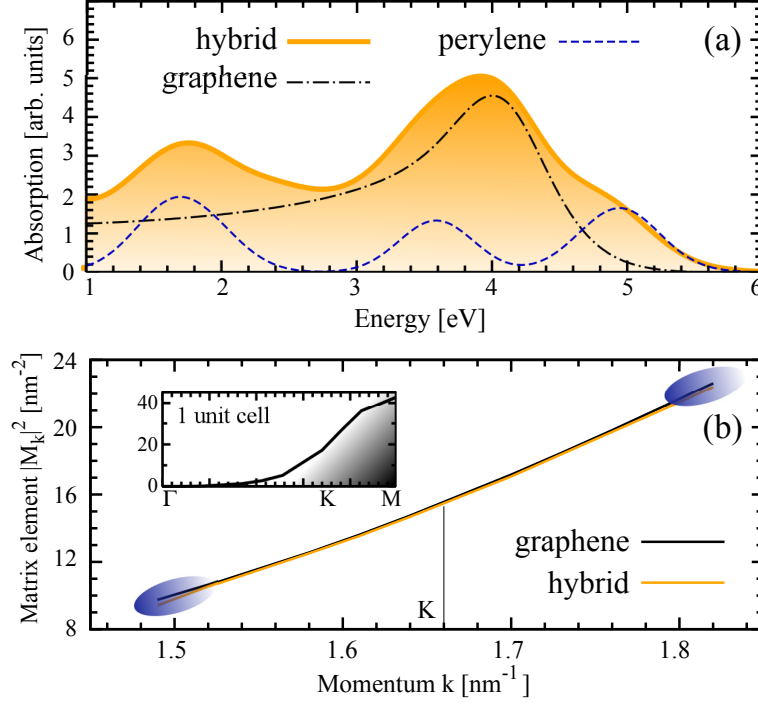 7
6
5
4
3
2
1
0
Absorption [arb. units]
hybrid
graphene
perylene
(a)
1 2 3 4 5 6
Energy [eV]
24
20
16
12
8
Matrix element |M_k|^2 [nm^-2]
40
20
0
1 unit cell
Γ K M
(b)
graphene
hybrid
K
1.5 1.6 1.7 1.8
Momentum k [nm^-1]